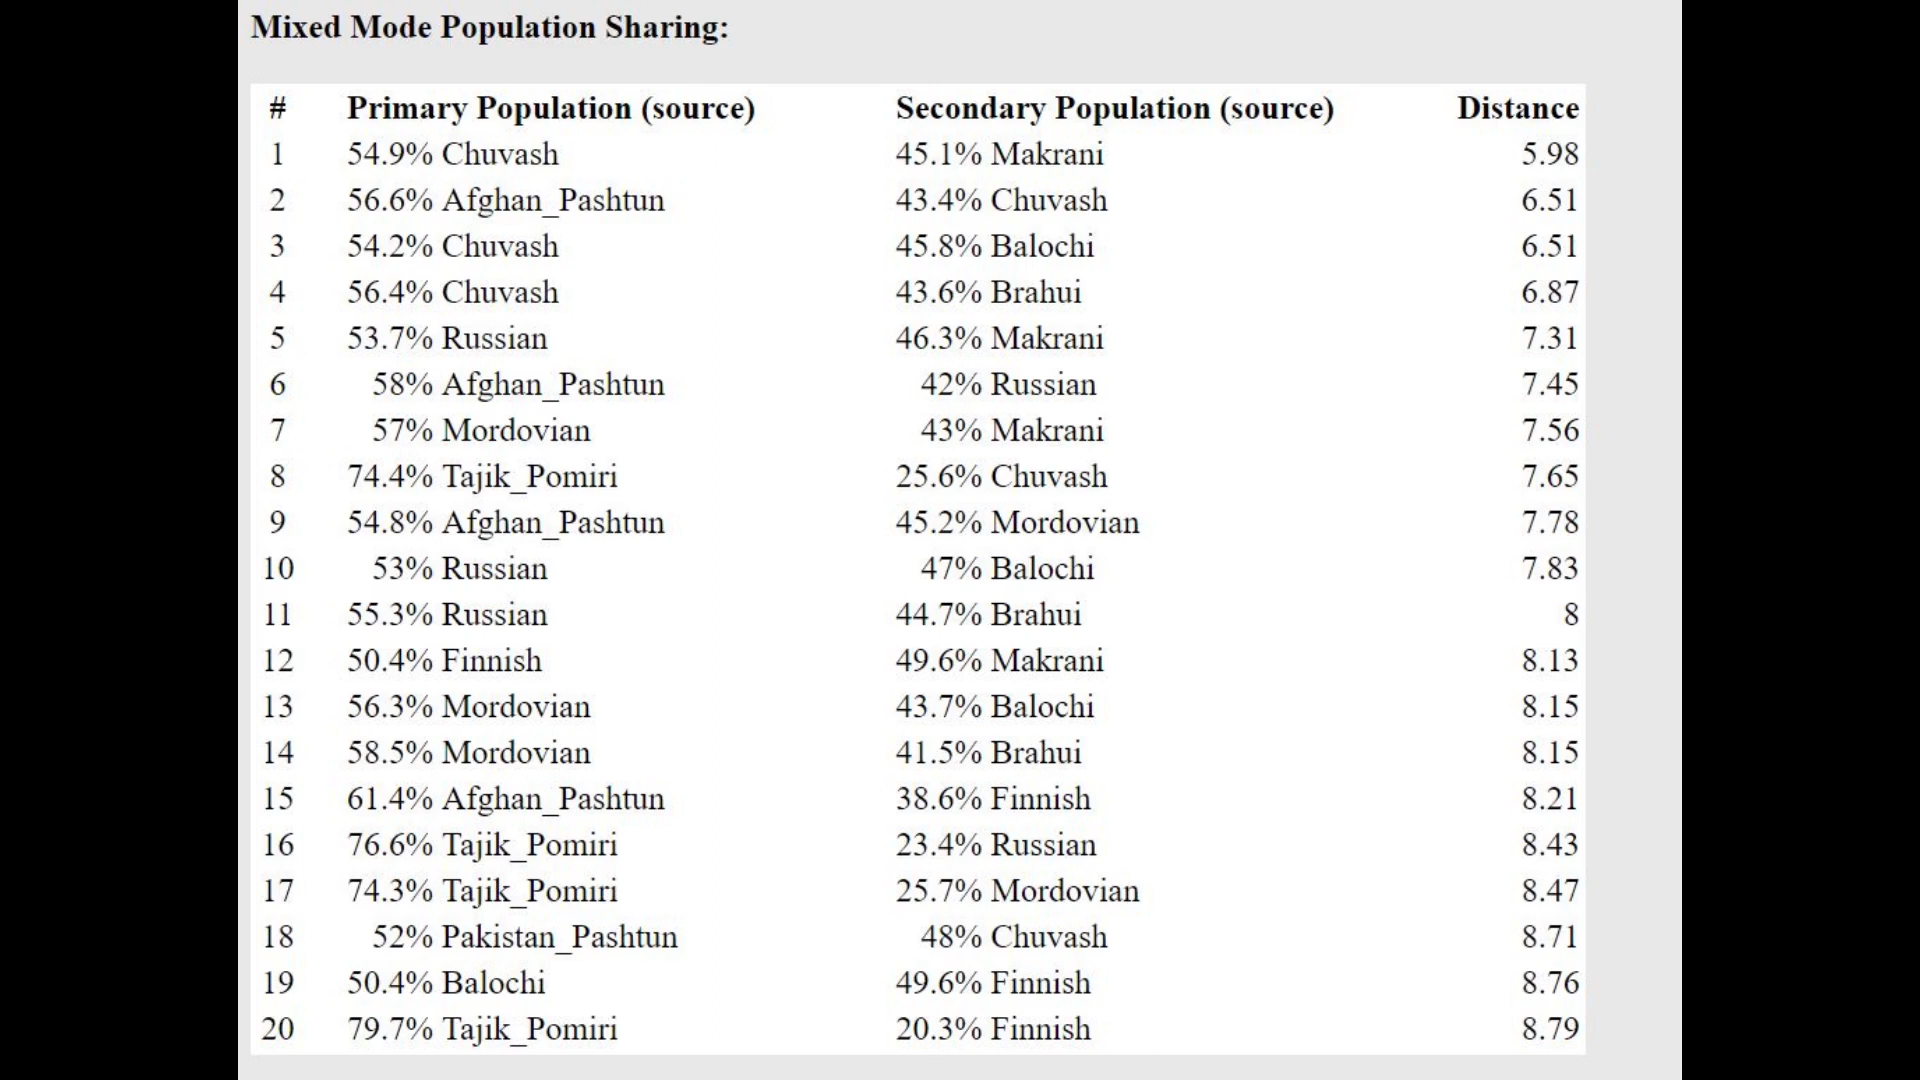 Mixed Mode Population Sharing:
# Primary Population (source) Secondary Population (source) Distance
1 54.9% Chuvash 45.1% Makrani 5.98
2 56.6% Afghan_Pashtun 43.4% Chuvash 6.51
3 54.2% Chuvash 45.8% Balochi 6.51
4 56.4% Chuvash 43.6% Brahui 6.87
5 53.7% Russian 46.3% Makrani 7.31
6 58% Afghan_Pashtun 42% Russian 7.45
7 57% Mordovian 43% Makrani 7.56
8 74.4% Tajik_Pomiri 25.6% Chuvash 7.65
9 54.8% Afghan_Pashtun 45.2% Mordovian 7.78
10 53% Russian 47% Balochi 7.83
11 55.3% Russian 44.7% Brahui 8
12 50.4% Finnish 49.6% Makrani 8.13
13 56.3% Mordovian 43.7% Balochi 8.15
14 58.5% Mordovian 41.5% Brahui 8.15
15 61.4% Afghan_Pashtun 38.6% Finnish 8.21
16 76.6% Tajik_Pomiri 23.4% Russian 8.43
17 74.3% Tajik_Pomiri 25.7% Mordovian 8.47
18 52% Pakistan_Pashtun 48% Chuvash 8.71
19 50.4% Balochi 49.6% Finnish 8.76
20 79.7% Tajik_Pomiri 20.3% Finnish 8.79